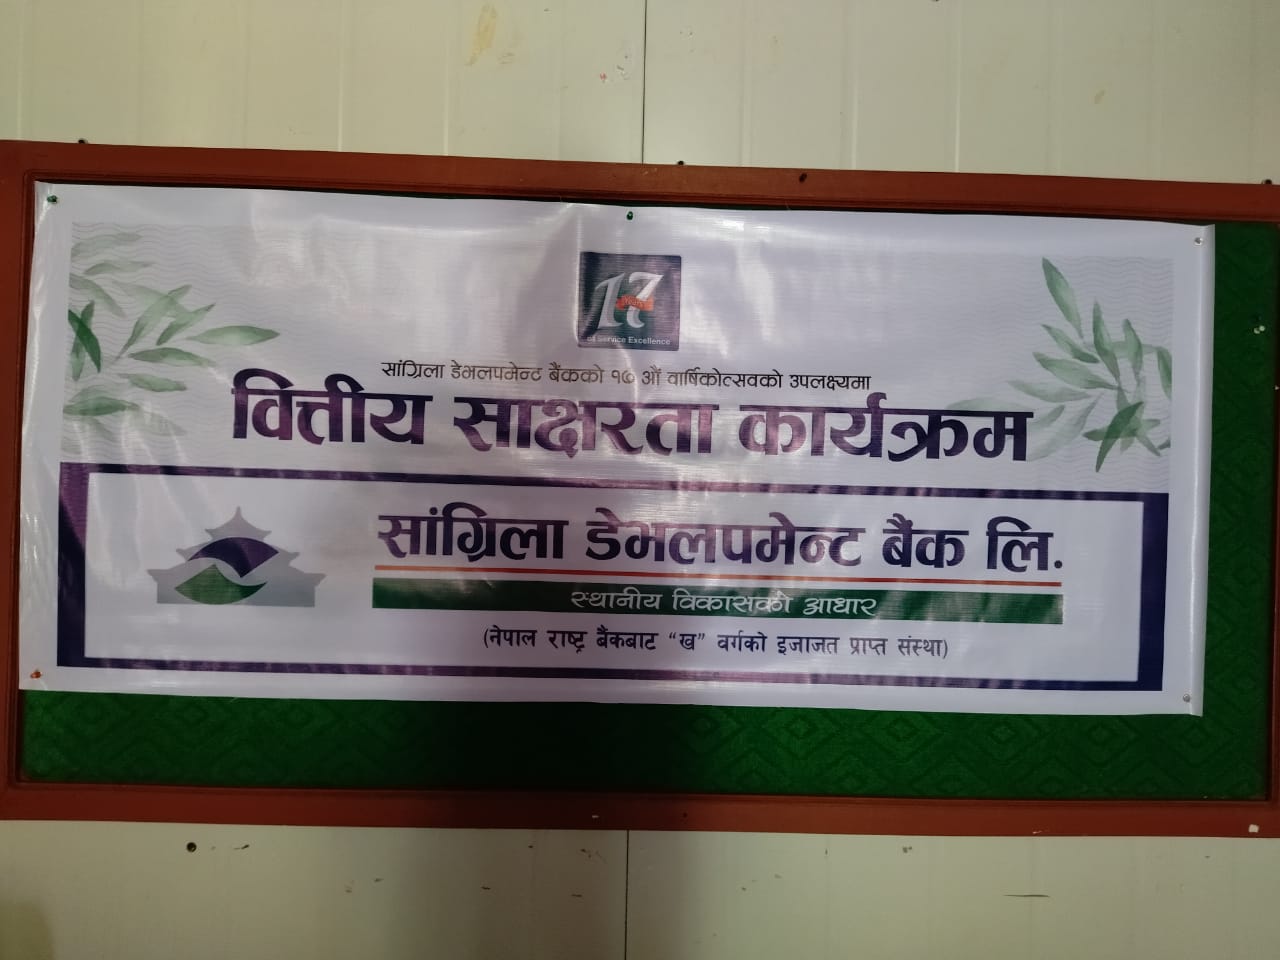 17
of Service Excellence
सांग्रिला डेभलपमेन्ट बैंकको १७ औं वार्षिकोत्सवको उपलक्ष्यमा
वित्तीय साक्षरता कार्यक्रम
सांग्रिला डेभलपमेन्ट बैंक लि.
स्थानीय विकासको आधार
(नेपाल राष्ट्र बैंकबाट “ख” वर्गको इजाजत प्राप्त संस्था)